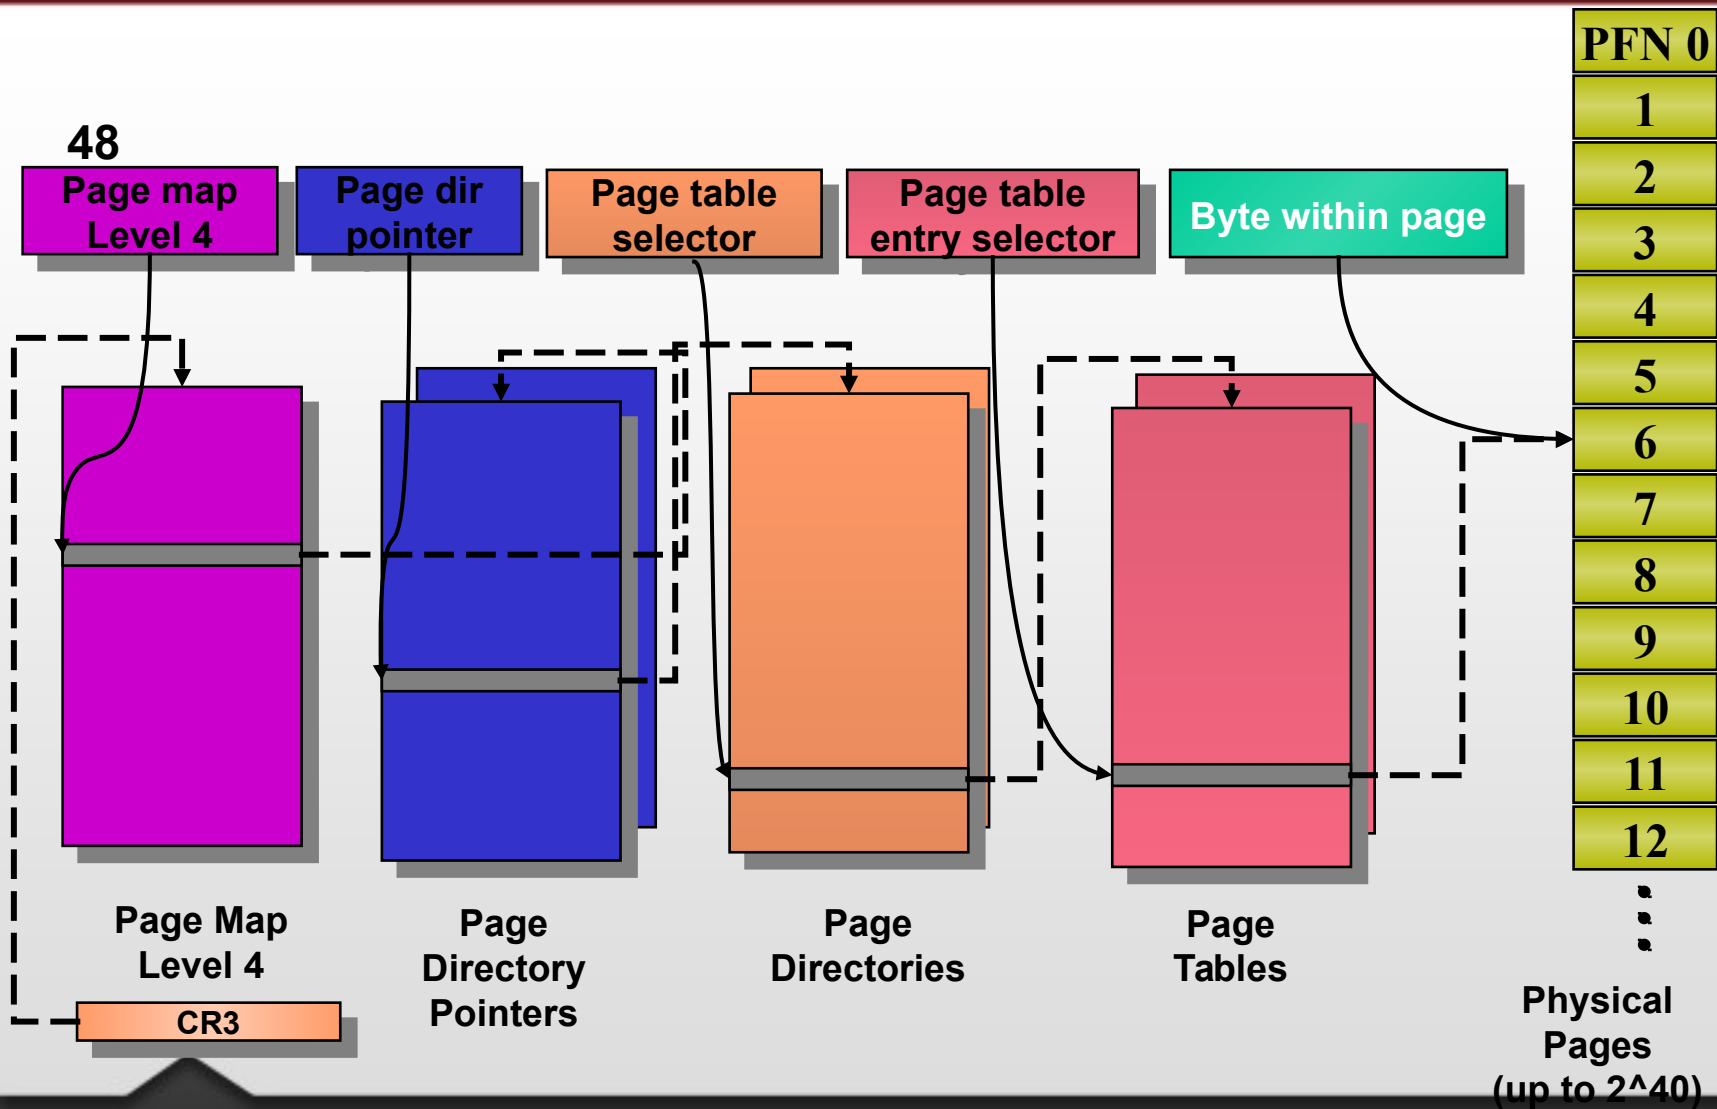 48
Page map
Level 4
Page dir
pointer
Page table
selector
Page table
entry selector
Byte within page
PFN 0
1
2
3
4
5
6
7
8
9
10
11
12
Page Map
Level 4
Page
Directory
Pointers
Page
Directories
Page
Tables
CR3
Physical
Pages
(up to 2^40)